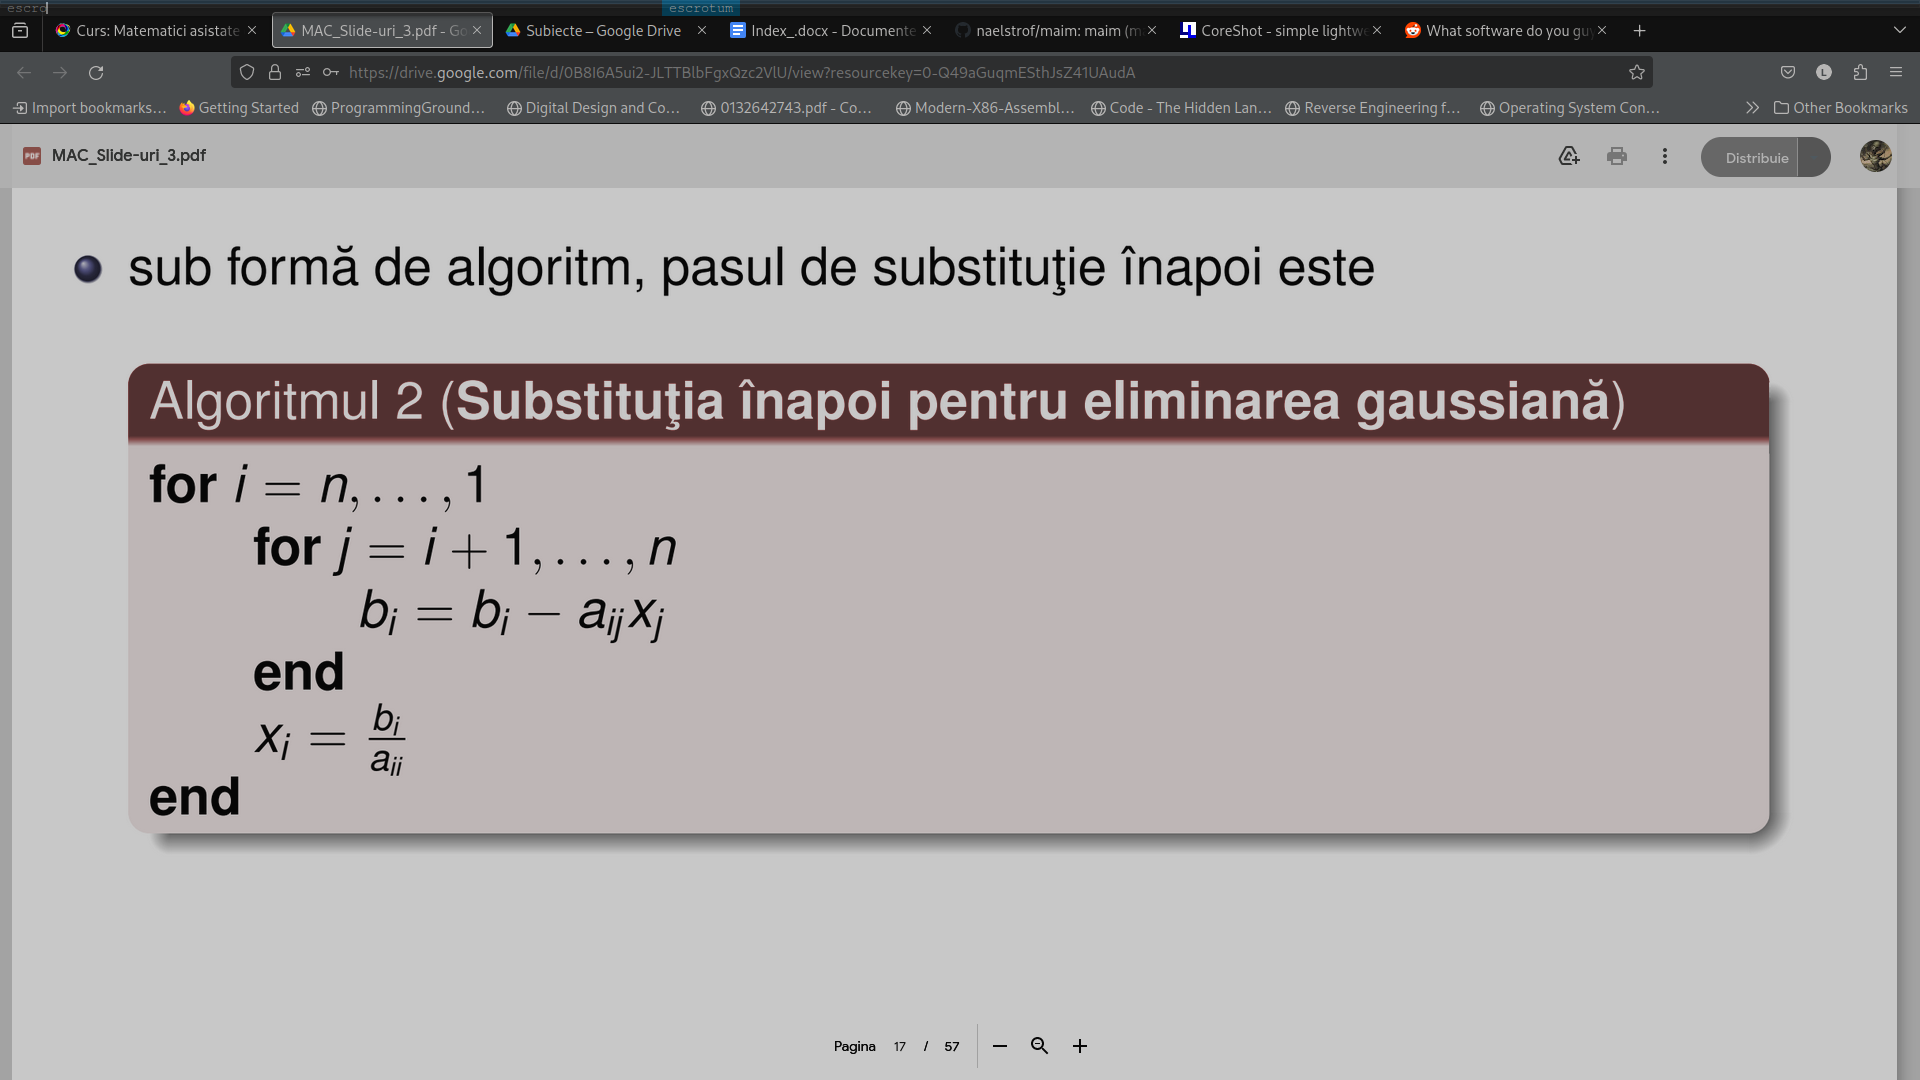 escro escrotum
Curs: Matematici asistate MAC_Slide-uri_3.pdf - Go Subiecte – Google Drive Index_.docx - Documente naelstrof/maim: maim (m CoreShot - simple lightwe What software do you guy
https://drive.google.com/file/d/0B8I6A5ui2-JLTTBlbFgxQzc2VlU/view?resourcekey=0-Q49aGuqmESthJsZ41UAudA L
Import bookmarks… Getting Started ProgrammingGround… Digital Design and Co… 0132642743.pdf - Co… Modern-X86-Assembl… Code - The Hidden Lan… Reverse Engineering f… Operating System Con… Other Bookmarks
PDF MAC_Slide-uri_3.pdf Distribuie
sub formă de algoritm, pasul de substituţie înapoi este
Algoritmul 2 (Substituţia înapoi pentru eliminarea gaussiană)
for i = n, . . . , 1
for j = i + 1, . . . , n
b_i = b_i − a_{ij}x_j
end
x_i = b_i / a_{ii}
end
Pagina 17 / 57